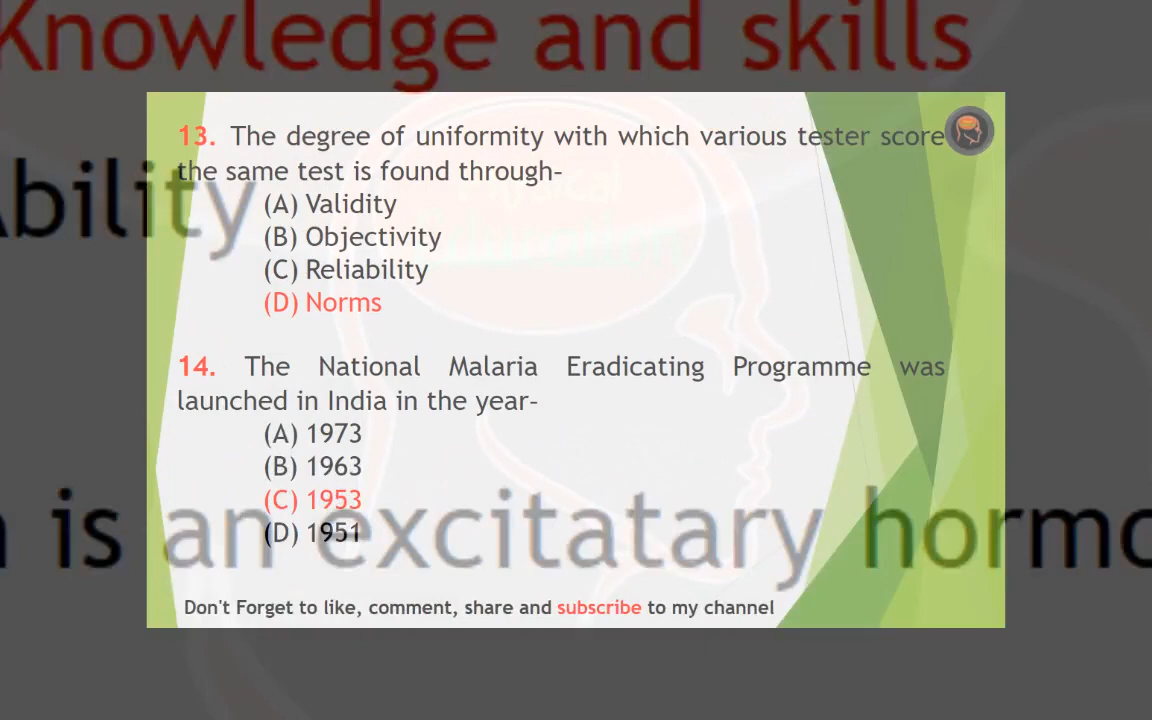 Knowledge and skills
13. The degree of uniformity with which various tester score
the same test is found through-
Ability
(A) Validity
(B) Objectivity
(C) Reliability
(D) Norms
14. The National Malaria Eradicating Programme was
launched in India in the year-
(A) 1973
(B) 1963
(C) 1953
is an excitatary hormo
(D) 1951
Don't Forget to like, comment, share and subscribe to my channel